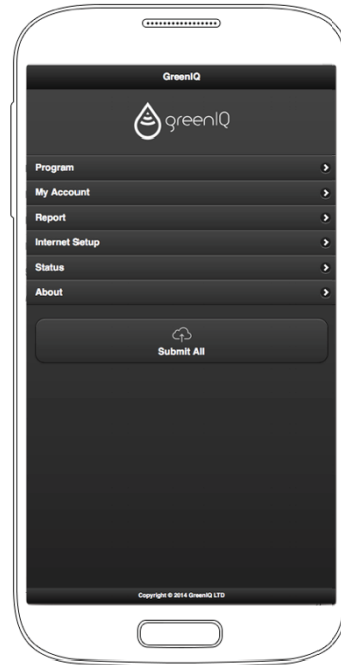 GreenIQ
greenIQ
Program
My Account
Report
Internet Setup
Status
About
Submit All
Copyright © 2014 GreenIQ LTD